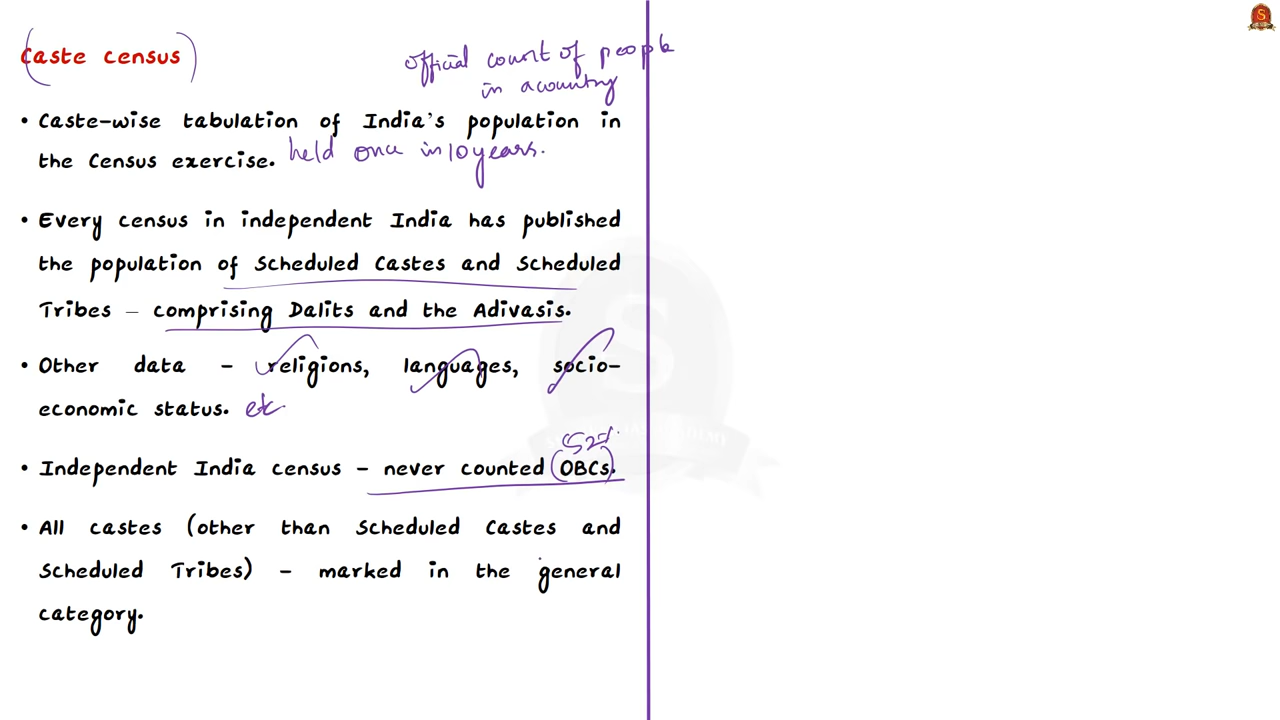 Caste census
official count of people
in a country
• Caste-wise tabulation of India's population in
the Census exercise. held once in 10 years.
• Every census in independent India has published
the population of Scheduled Castes and Scheduled
Tribes – comprising Dalits and the Adivasis.
• Other data – religions, languages, socio-
economic status. etc.
52%
• Independent India census – never counted OBCs.
• All castes (other than Scheduled Castes and
Scheduled Tribes) – marked in the general
category.